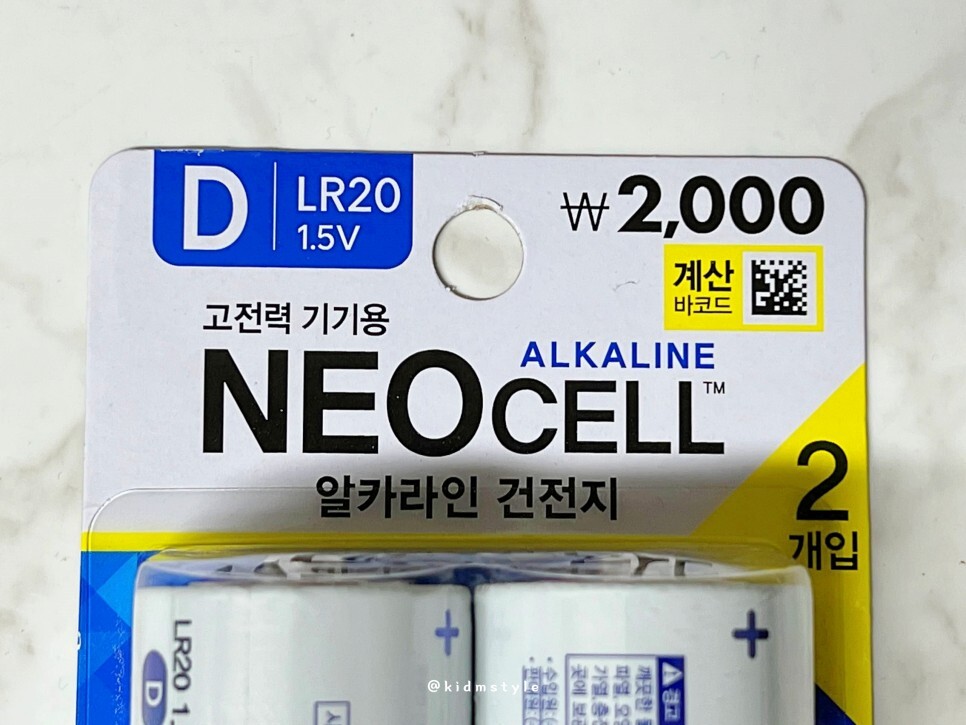 D
LR20
1.5V
₩2,000
계산
바코드
고전력 기기용
ALKALINE
NEOCELL™
알카라인 건전지
2
개입
LR20 1.
D
@kidmstyle